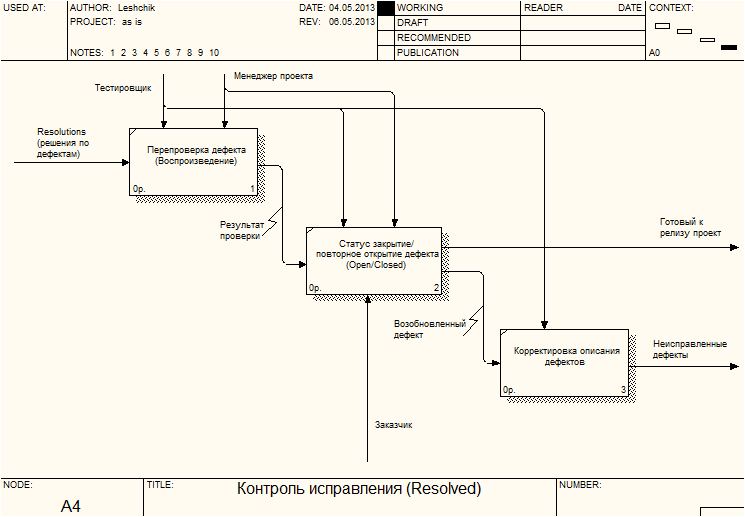 USED AT:
AUTHOR: Leshchik
DATE: 04.05.2013
WORKING
READER
DATE
CONTEXT:
PROJECT: as is
REV: 06.05.2013
DRAFT
RECOMMENDED
NOTES: 1 2 3 4 5 6 7 8 9 10
PUBLICATION
A0
Менеджер проекта
Тестировщик
Resolutions
(решения по
дефектам)
Перепроверка дефекта
(Воспроизведение)
0р.
1
Результат
проверки
Готовый к
релизу проект
Статус закрытие/
повторное открытие дефекта
(Open/Closed)
0р.
2
Возобновленный
дефект
Неисправленные
дефекты
Корректировка описания
дефектов
0р.
3
Заказчик
NODE:
TITLE:
NUMBER:
A4
Контроль исправления (Resolved)